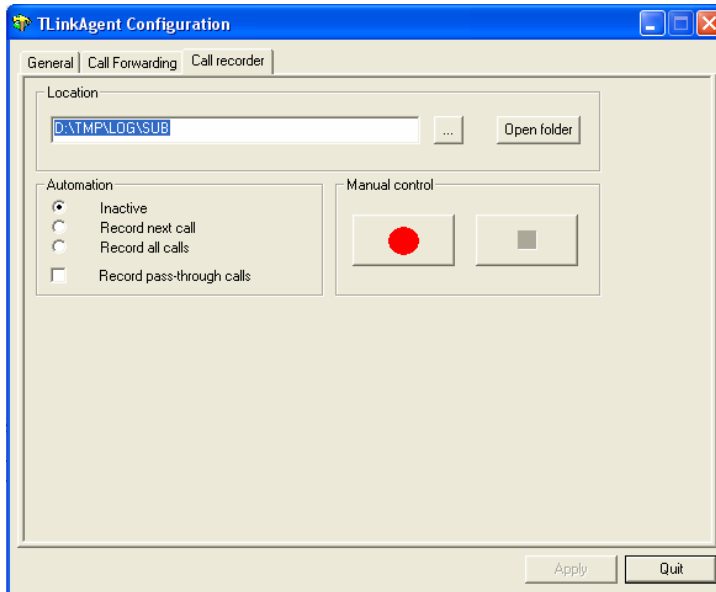 TLinkAgent Configuration
General Call Forwarding Call recorder
Location
D:\TMP\LOG\SUB ... Open folder
Automation Manual control
Inactive
Record next call
Record all calls
Record pass-through calls
Apply Quit